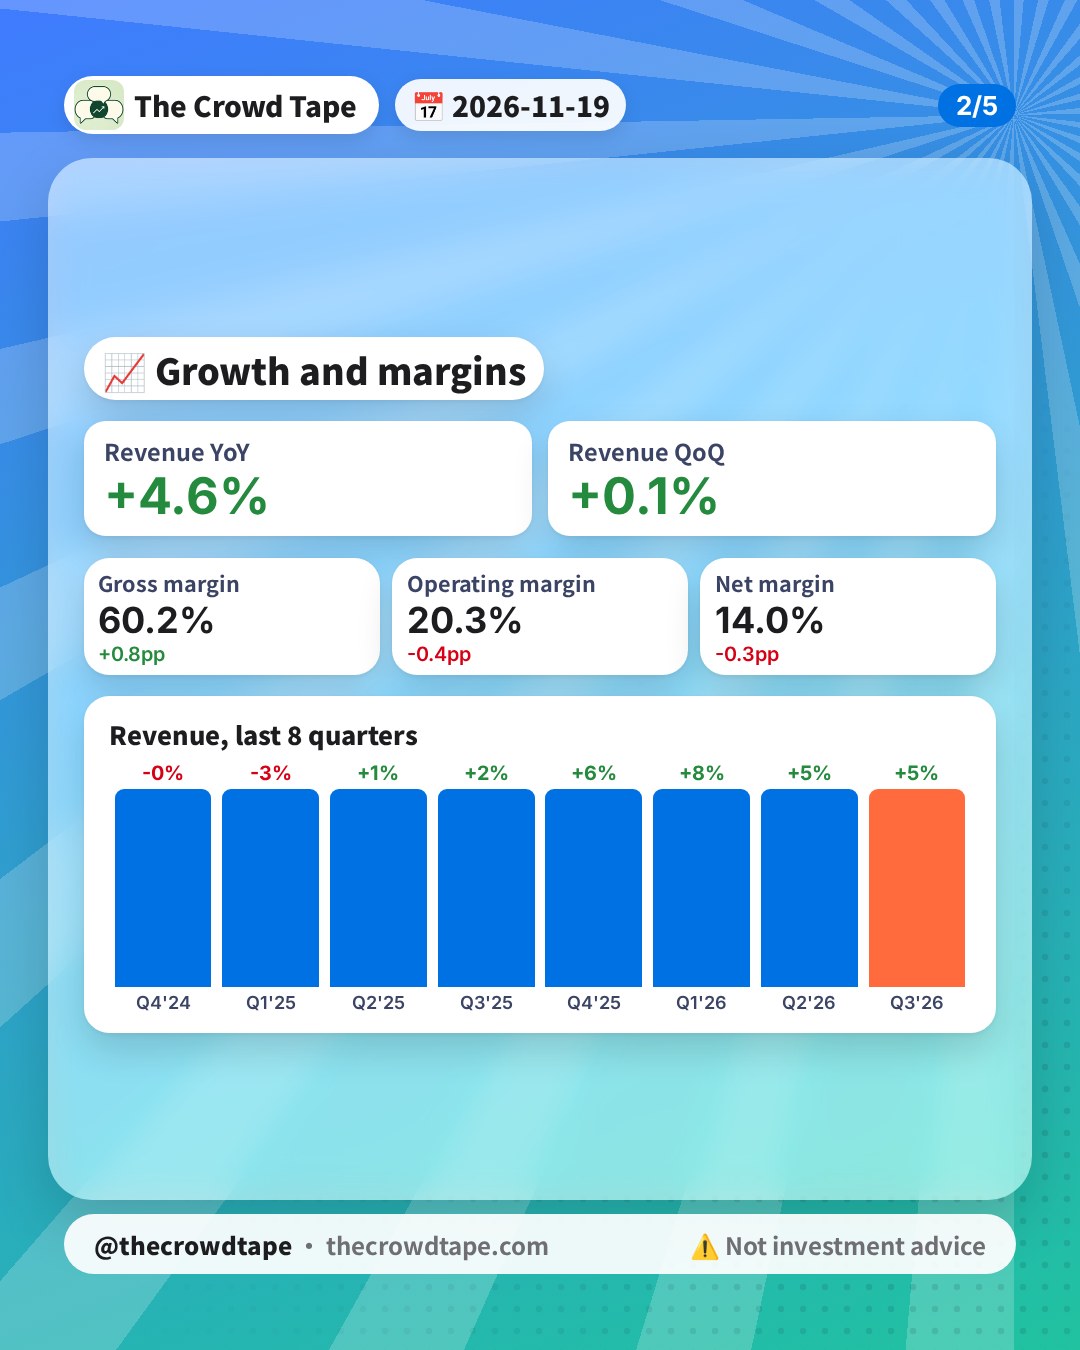 The Crowd Tape
2026-11-19
2/5
Growth and margins
Revenue YoY
+4.6%
Revenue QoQ
+0.1%
Gross margin
60.2%
+0.8pp
Operating margin
20.3%
-0.4pp
Net margin
14.0%
-0.3pp
Revenue, last 8 quarters
-0% -3% +1% +2% +6% +8% +5% +5%
Q4'24 Q1'25 Q2'25 Q3'25 Q4'25 Q1'26 Q2'26 Q3'26
@thecrowdtape • thecrowdtape.com
⚠️ Not investment advice